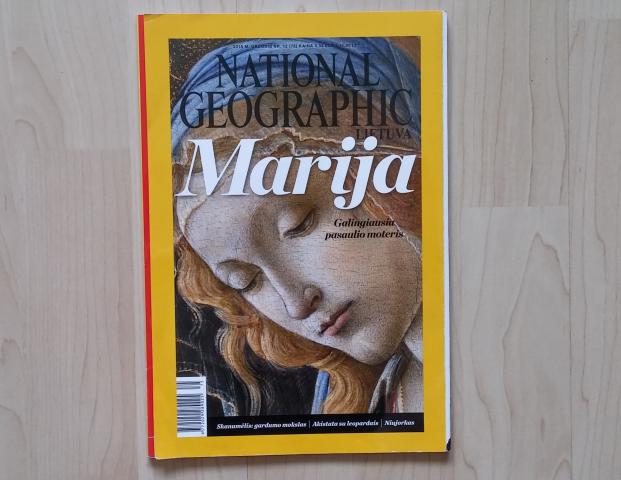 NATIONAL
GEOGRAPHIC
LIETUVA
Marija
Galingiausia
pasaulio moteris
Skanumėlis: gardumo mokslas | Akistata su leopardais | Niujorkas